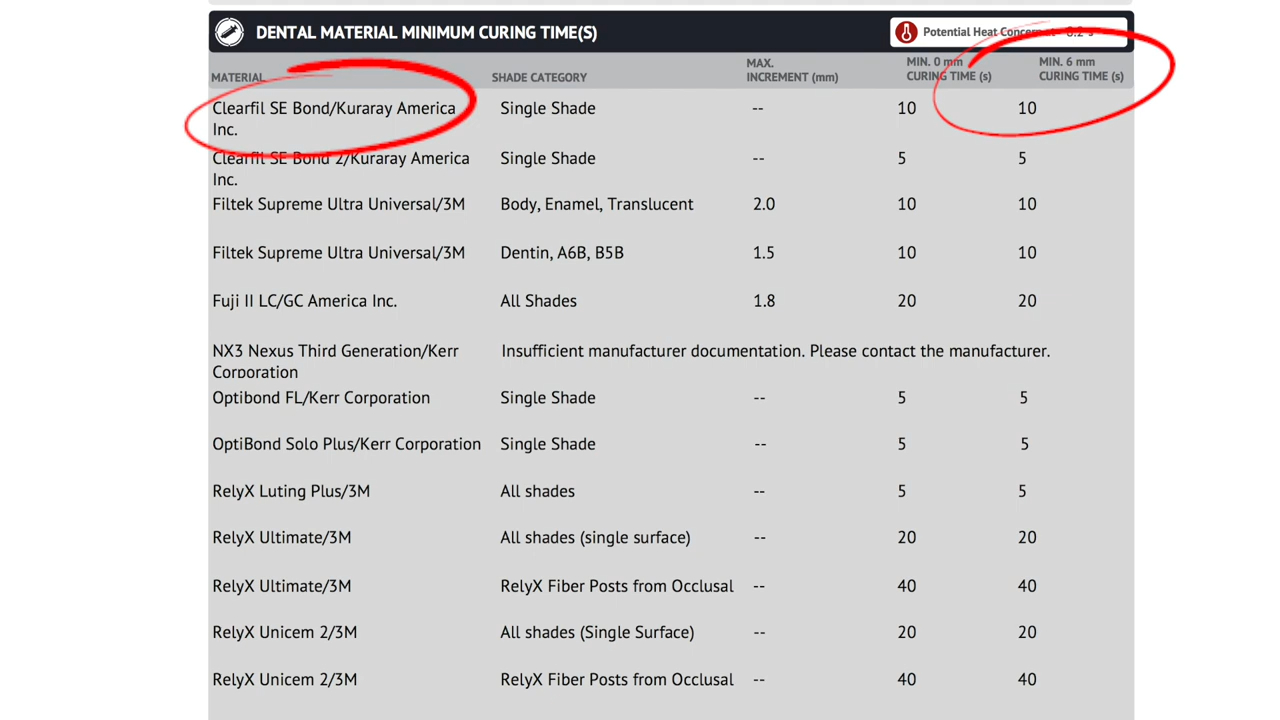 DENTAL MATERIAL MINIMUM CURING TIME(S)
Potential Heat Concern at
MATERIAL SHADE CATEGORY MAX. INCREMENT (mm) MIN. 0 mm CURING TIME (s) MIN. 6 mm CURING TIME (s)
Clearfil SE Bond/Kuraray America Single Shade -- 10 10
Inc.
Clearfil SE Bond 2/Kuraray America Single Shade -- 5 5
Inc.
Filtek Supreme Ultra Universal/3M Body, Enamel, Translucent 2.0 10 10
Filtek Supreme Ultra Universal/3M Dentin, A6B, B5B 1.5 10 10
Fuji II LC/GC America Inc. All Shades 1.8 20 20
NX3 Nexus Third Generation/Kerr Insufficient manufacturer documentation. Please contact the manufacturer.
Corporation
Optibond FL/Kerr Corporation Single Shade -- 5 5
OptiBond Solo Plus/Kerr Corporation Single Shade -- 5 5
RelyX Luting Plus/3M All shades -- 5 5
RelyX Ultimate/3M All shades (single surface) -- 20 20
RelyX Ultimate/3M RelyX Fiber Posts from Occlusal -- 40 40
RelyX Unicem 2/3M All shades (Single Surface) -- 20 20
RelyX Unicem 2/3M RelyX Fiber Posts from Occlusal -- 40 40